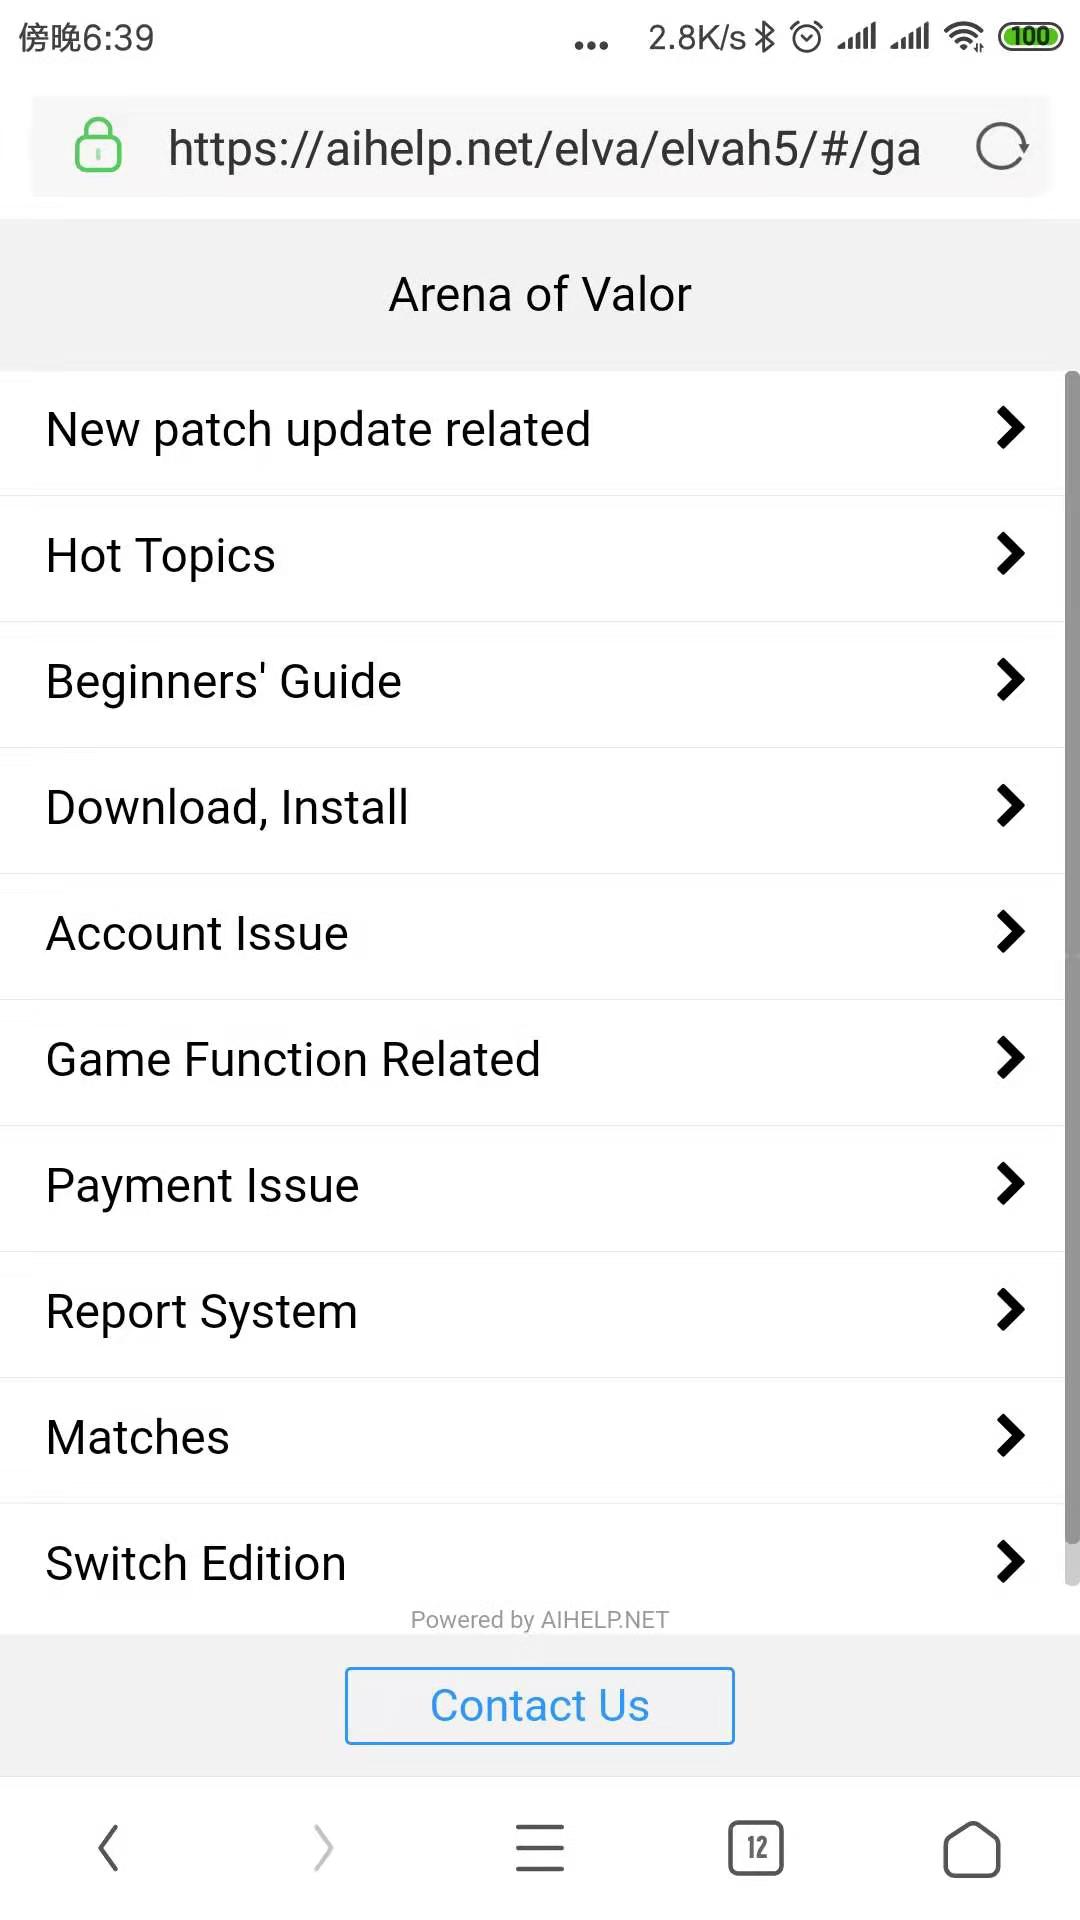 傍晚6:39
... 2.8K/s 100
https://aihelp.net/elva/elvah5/#/ga
Arena of Valor
New patch update related
Hot Topics
Beginners' Guide
Download, Install
Account Issue
Game Function Related
Payment Issue
Report System
Matches
Switch Edition
Powered by AIHELP.NET
Contact Us
12